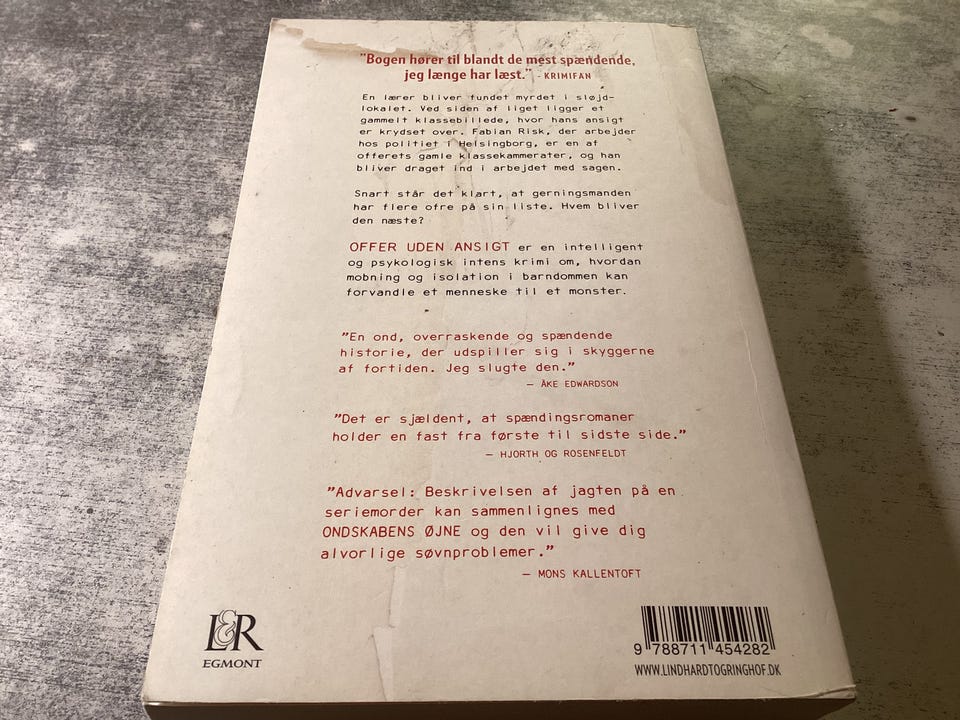 ”Bogen hører til blandt de mest spændende,
jeg længe har læst.” - KRIMIFAN
En lærer bliver fundet myrdet i sløjd-
lokalet. Ved siden af liget ligger et
gammelt klassebillede, hvor hans ansigt
er krydset over. Fabian Risk, der arbejder
hos politiet i Helsingborg, er en af
offerets gamle klassekammerater, og han
bliver draget ind i arbejdet med sagen.
Snart står det klart, at gerningsmanden
har flere ofre på sin liste. Hvem bliver
den næste?
OFFER UDEN ANSIGT er en intelligent
og psykologisk intens krimi om, hvordan
mobning og isolation i barndommen kan
forvandle et menneske til et monster.
”En ond, overraskende og spændende
historie, der udspiller sig i skyggerne
af fortiden. Jeg slugte den.”
— ÅKE EDWARDSON
”Det er sjældent, at spændingsromaner
holder en fast fra første til sidste side.”
— HJORTH OG ROSENFELDT
”Advarsel: Beskrivelsen af jagten på en
seriemorder kan sammenlignes med
ONDSKABENS ØJNE og den vil give dig
alvorlige søvnproblemer.”
— MONS KALLENTOFT
L&R
EGMONT
9 788711 454282
WWW.LINDHARDTOGRINGHOF.DK